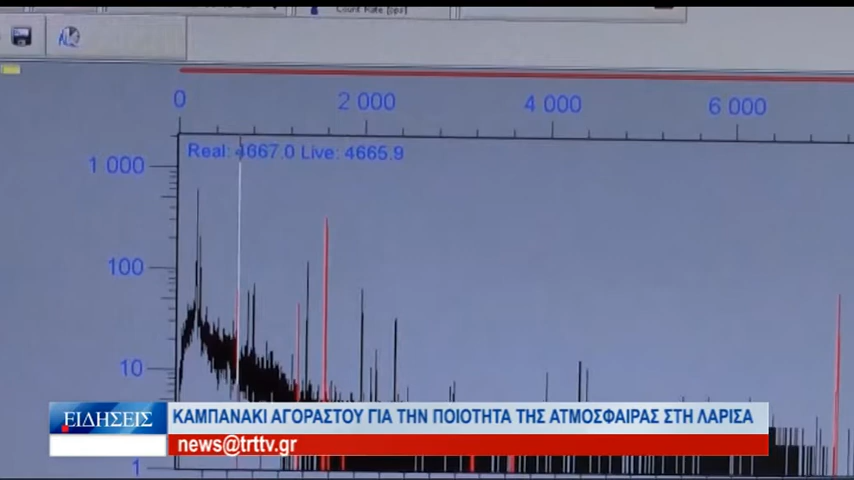 Count Rate [cps]
0 2 000 4 000 6 000
Real: 4667.0 Live: 4665.9
1 000
100
10
1
ΕΙΔΗΣΕΙΣ
ΚΑΜΠΑΝΑΚΙ ΑΓΟΡΑΣΤΟΥ ΓΙΑ ΤΗΝ ΠΟΙΟΤΗΤΑ ΤΗΣ ΑΤΜΟΣΦΑΙΡΑΣ ΣΤΗ ΛΑΡΙΣΑ
news@trttv.gr